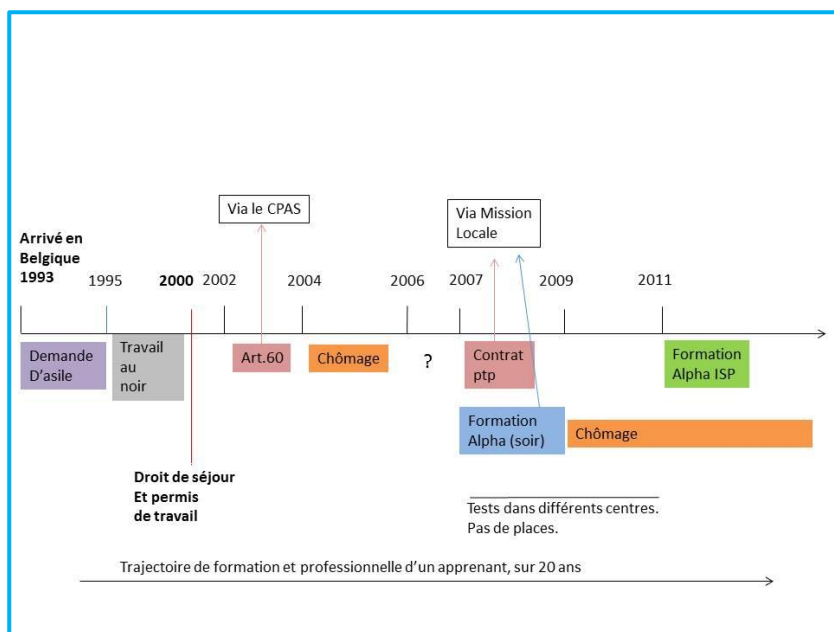 Via le CPAS
Via Mission
Locale
Arrivé en
Belgique
1993
1995
2000
2002
2004
2006
2007
2009
2011
Demande
D'asile
Travail
au
noir
Art.60
Chômage
?
Contrat
ptp
Formation
Alpha ISP
Formation
Alpha (soir)
Chômage
Droit de séjour
Et permis
de travail
Tests dans différents centres.
Pas de places.
Trajectoire de formation et professionnelle d'un apprenant, sur 20 ans